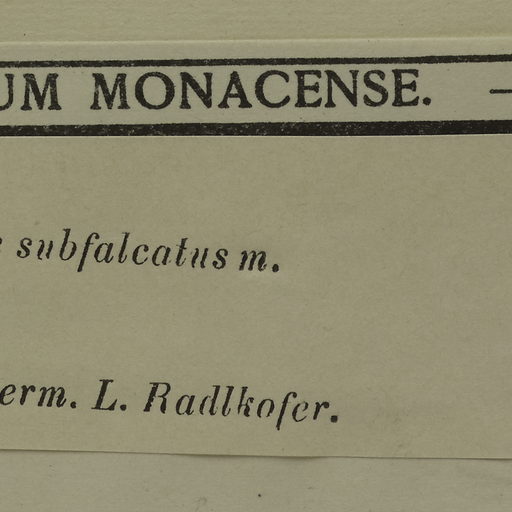 UM MONACENSE. —
s subfalcatus m.
erm. L. Radlkofer.